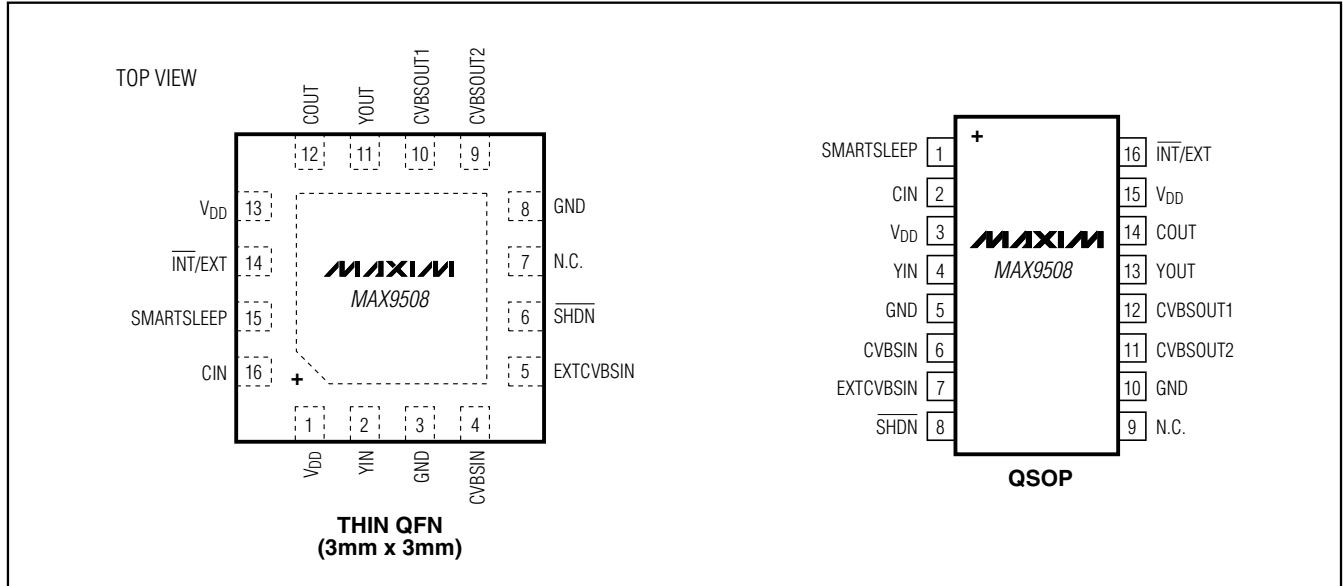 TOP VIEW
COUT
YOUT
CVBSOUT1
CVBSOUT2
12 11 10 9
VDD 13
INT/EXT 14
SMARTSLEEP 15
CIN 16
+
MAXIM
MAX9508
8 GND
7 N.C.
6 SHDN
5 EXTCVBSIN
1 2 3 4
VDD
YIN
GND
CVBSIN
THIN QFN
(3mm x 3mm)
SMARTSLEEP 1
CIN 2
VDD 3
YIN 4
GND 5
CVBSIN 6
EXTCVBSIN 7
SHDN 8
+
MAXIM
MAX9508
16 INT/EXT
15 VDD
14 COUT
13 YOUT
12 CVBSOUT1
11 CVBSOUT2
10 GND
9 N.C.
QSOP